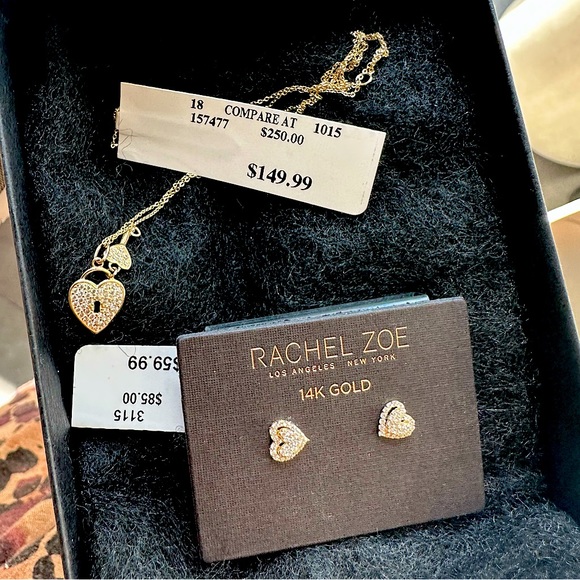 18 COMPARE AT 1015
157477 $250.00
$149.99
RACHEL ZOE
LOS ANGELES NEW YORK
14K GOLD
3115
$85.00
$59.99